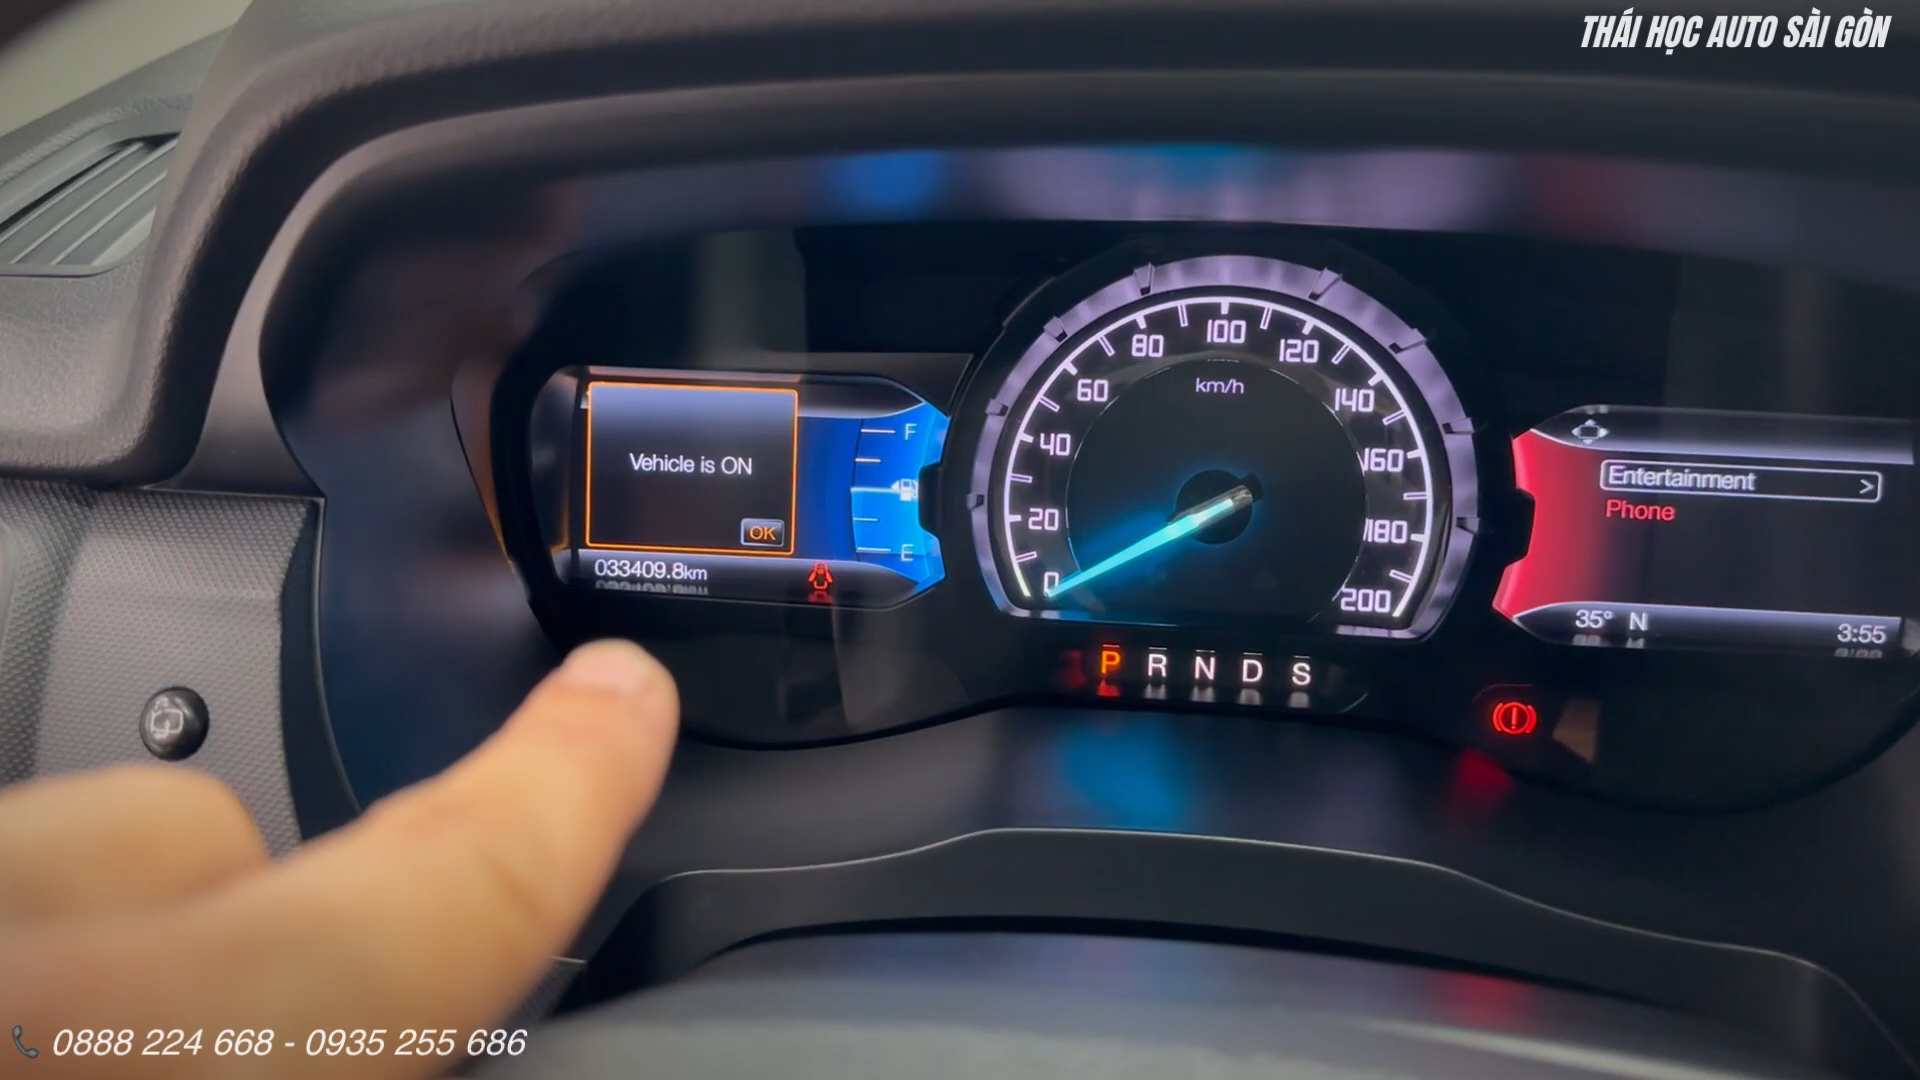 THÁI HỌC AUTO SÀI GÒN
Vehicle is ON
OK
033409.8km
F
E
0
20
40
60
80
100
120
140
160
180
200
km/h
P R N D S
Entertainment >
Phone
35° N
3:55
0888 224 668 - 0935 255 686